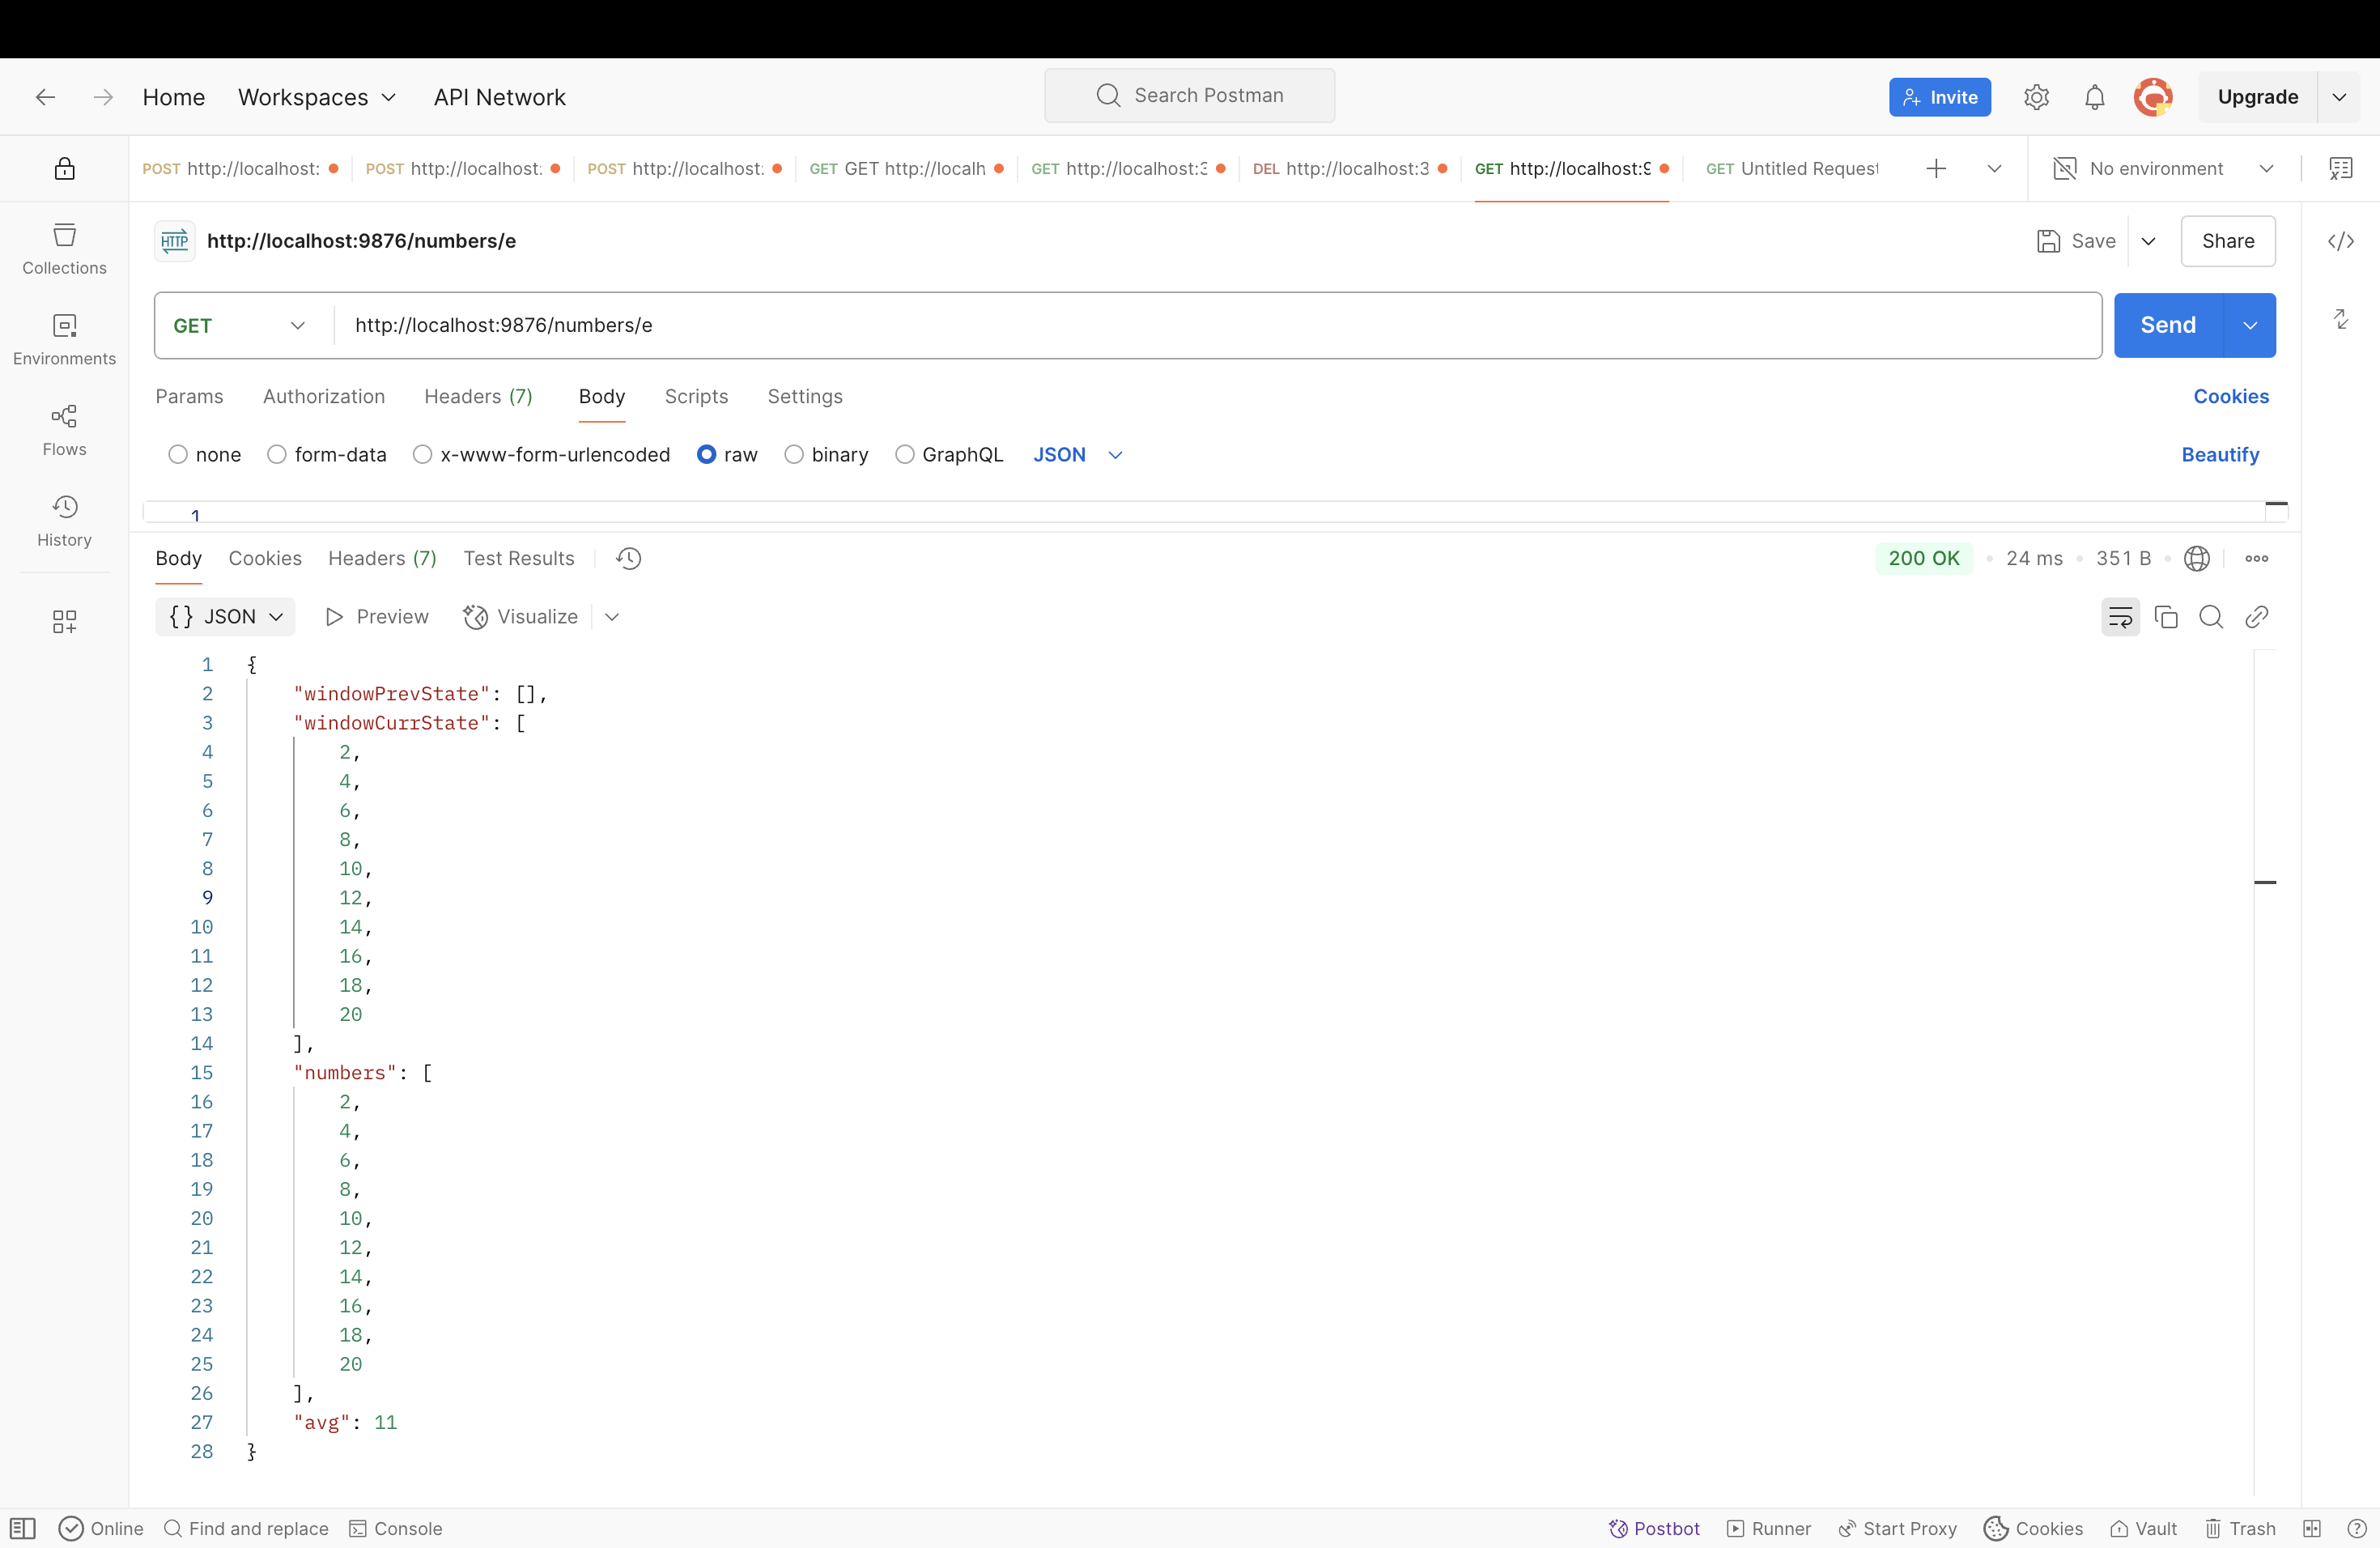 Home Workspaces API Network Search Postman Invite Upgrade
POST http://localhost: POST http://localhost: POST http://localhost: GET GET http://localh GET http://localhost:3 DEL http://localhost:3 GET http://localhost:9 GET Untitled Request No environment
HTTP http://localhost:9876/numbers/e Save Share
Collections
GET http://localhost:9876/numbers/e Send
Environments
Params Authorization Headers (7) Body Scripts Settings Cookies
Flows
none form-data x-www-form-urlencoded raw binary GraphQL JSON Beautify
History
1
Body Cookies Headers (7) Test Results 200 OK 24 ms 351 B
{} JSON Preview Visualize
1 {
2 "windowPrevState": [],
3 "windowCurrState": [
4 2,
5 4,
6 6,
7 8,
8 10,
9 12,
10 14,
11 16,
12 18,
13 20
14 ],
15 "numbers": [
16 2,
17 4,
18 6,
19 8,
20 10,
21 12,
22 14,
23 16,
24 18,
25 20
26 ],
27 "avg": 11
28 }
Online Find and replace Console Postbot Runner Start Proxy Cookies Vault Trash